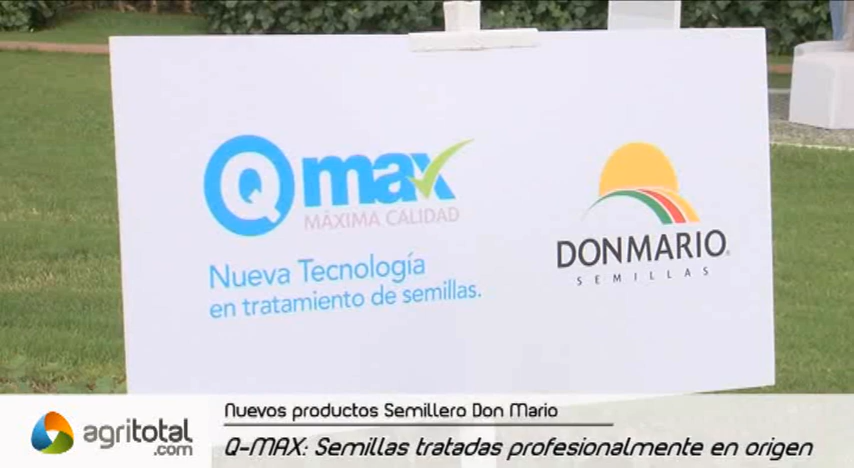 Qmax
MÁXIMA CALIDAD
Nueva Tecnología
en tratamiento de semillas.
DONMARIO®
SEMILLAS
agritotal
.com
Nuevos productos Semillero Don Mario
Q-MAX: Semillas tratadas profesionalmente en origen